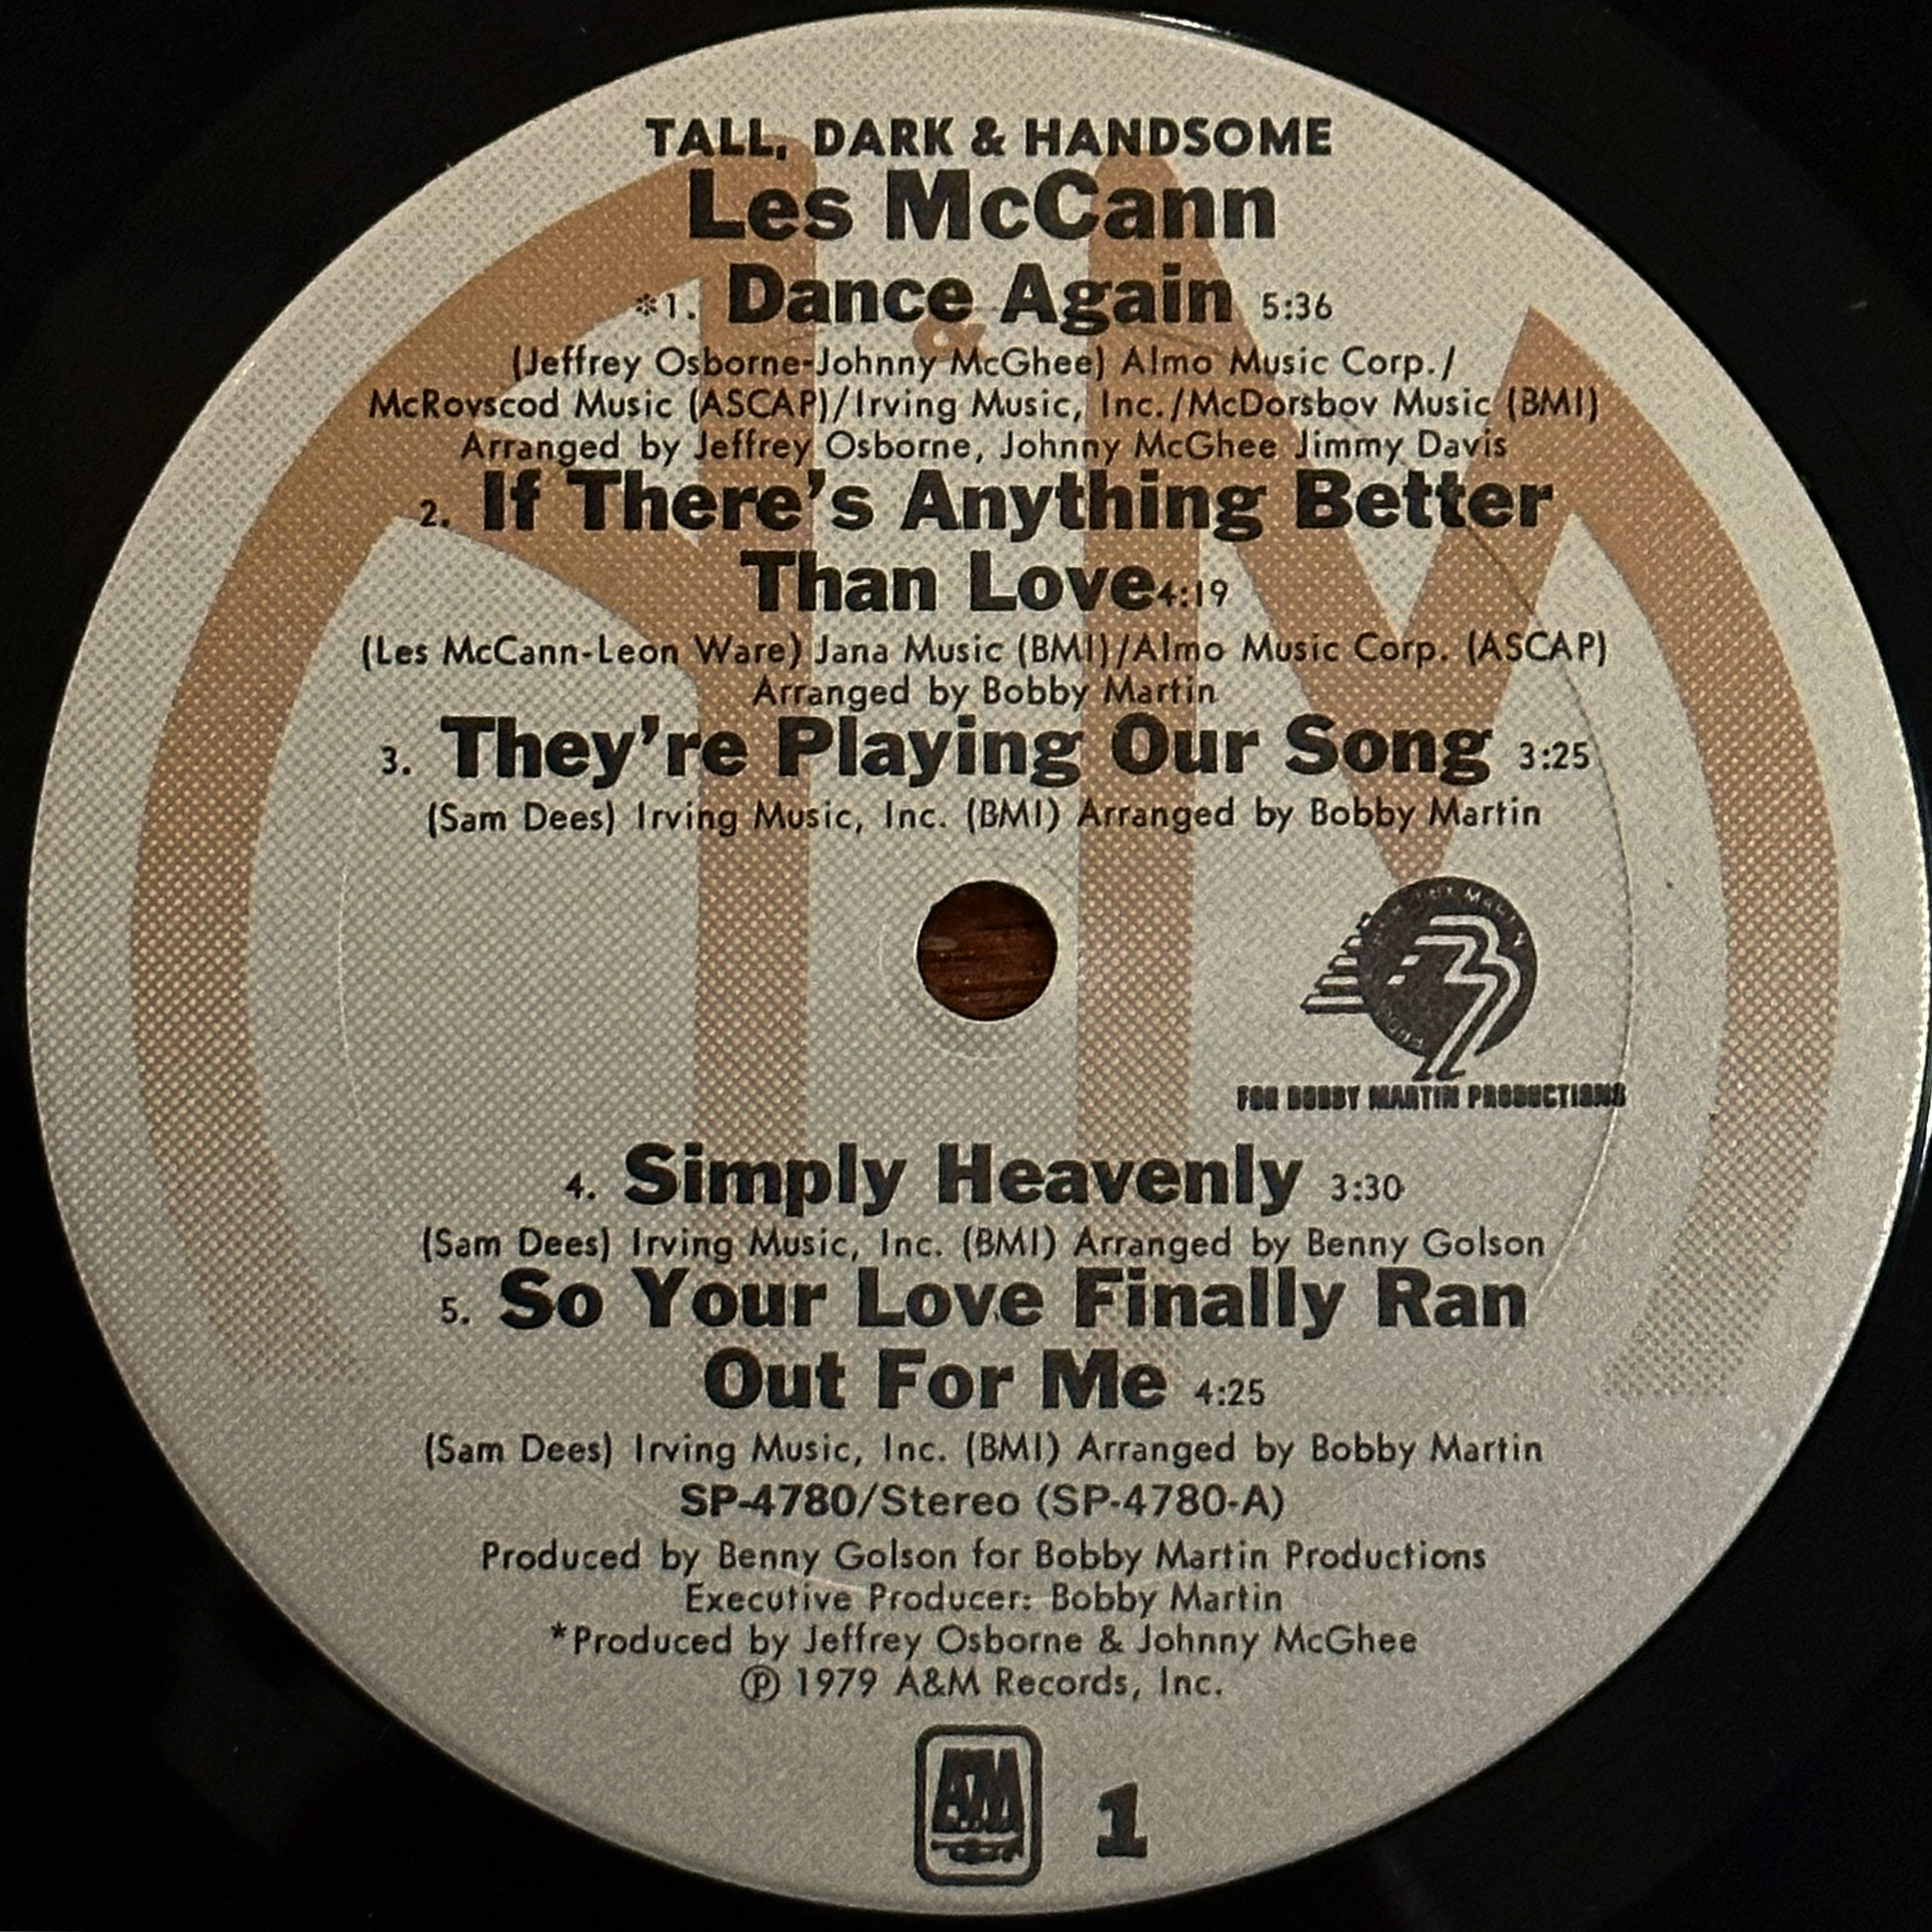 TALL, DARK & HANDSOME
Les McCann
*1. Dance Again 5:36
(Jeffrey Osborne-Johnny McGhee) Almo Music Corp./
McRovscod Music (ASCAP)/Irving Music, Inc./McDorsbov Music (BMI)
Arranged by Jeffrey Osborne, Johnny McGhee Jimmy Davis
2. If There's Anything Better
Than Love 4:19
(Les McCann-Leon Ware) Jana Music (BMI)/Almo Music Corp. (ASCAP)
Arranged by Bobby Martin
3. They're Playing Our Song 3:25
(Sam Dees) Irving Music, Inc. (BMI) Arranged by Bobby Martin
FOR BOBBY MARTIN PRODUCTIONS
4. Simply Heavenly 3:30
(Sam Dees) Irving Music, Inc. (BMI) Arranged by Benny Golson
5. So Your Love Finally Ran
Out For Me 4:25
(Sam Dees) Irving Music, Inc. (BMI) Arranged by Bobby Martin
SP-4780/Stereo (SP-4780-A)
Produced by Benny Golson for Bobby Martin Productions
Executive Producer: Bobby Martin
*Produced by Jeffrey Osborne & Johnny McGhee
℗ 1979 A&M Records, Inc.
A&M 1